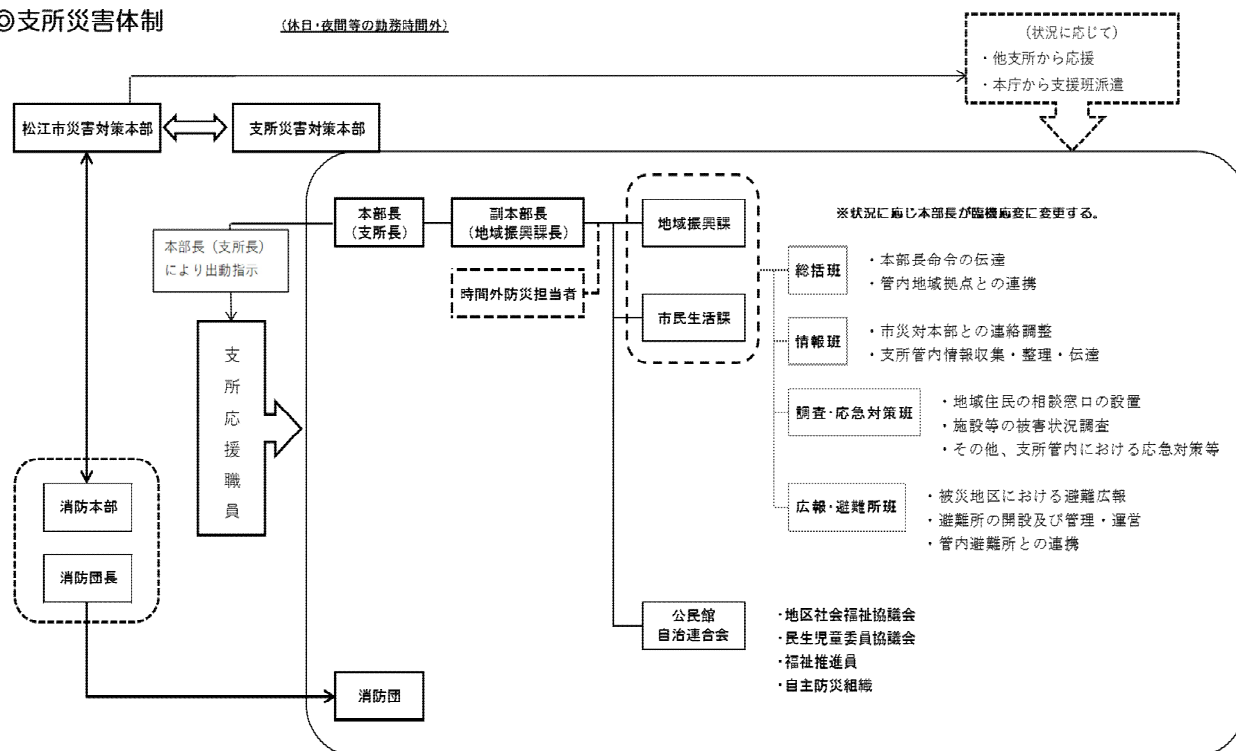 ◎支所災害体制
(休日・夜間等の勤務時間外)
(状況に応じて)
・他支所から応援
・本庁から支援班派遣
松江市災害対策本部
支所災害対策本部
本部長
(支所長)
副本部長
(地域振興課長)
地域振興課
※状況に応じ本部長が臨機応変に変更する。
本部長(支所長)
により出動指示
時間外防災担当者
市民生活課
総括班
・本部長命令の伝達
・管内地域拠点との連携
情報班
・市災対本部との連絡調整
・支所管内情報収集・整理・伝達
支所応援職員
調査・応急対策班
・地域住民の相談窓口の設置
・施設等の被害状況調査
・その他、支所管内における応急対策等
広報・避難所班
・被災地区における避難広報
・避難所の開設及び管理・運営
・管内避難所との連携
消防本部
消防団長
公民館
自治連合会
・地区社会福祉協議会
・民生児童委員協議会
・福祉推進員
・自主防災組織
消防団